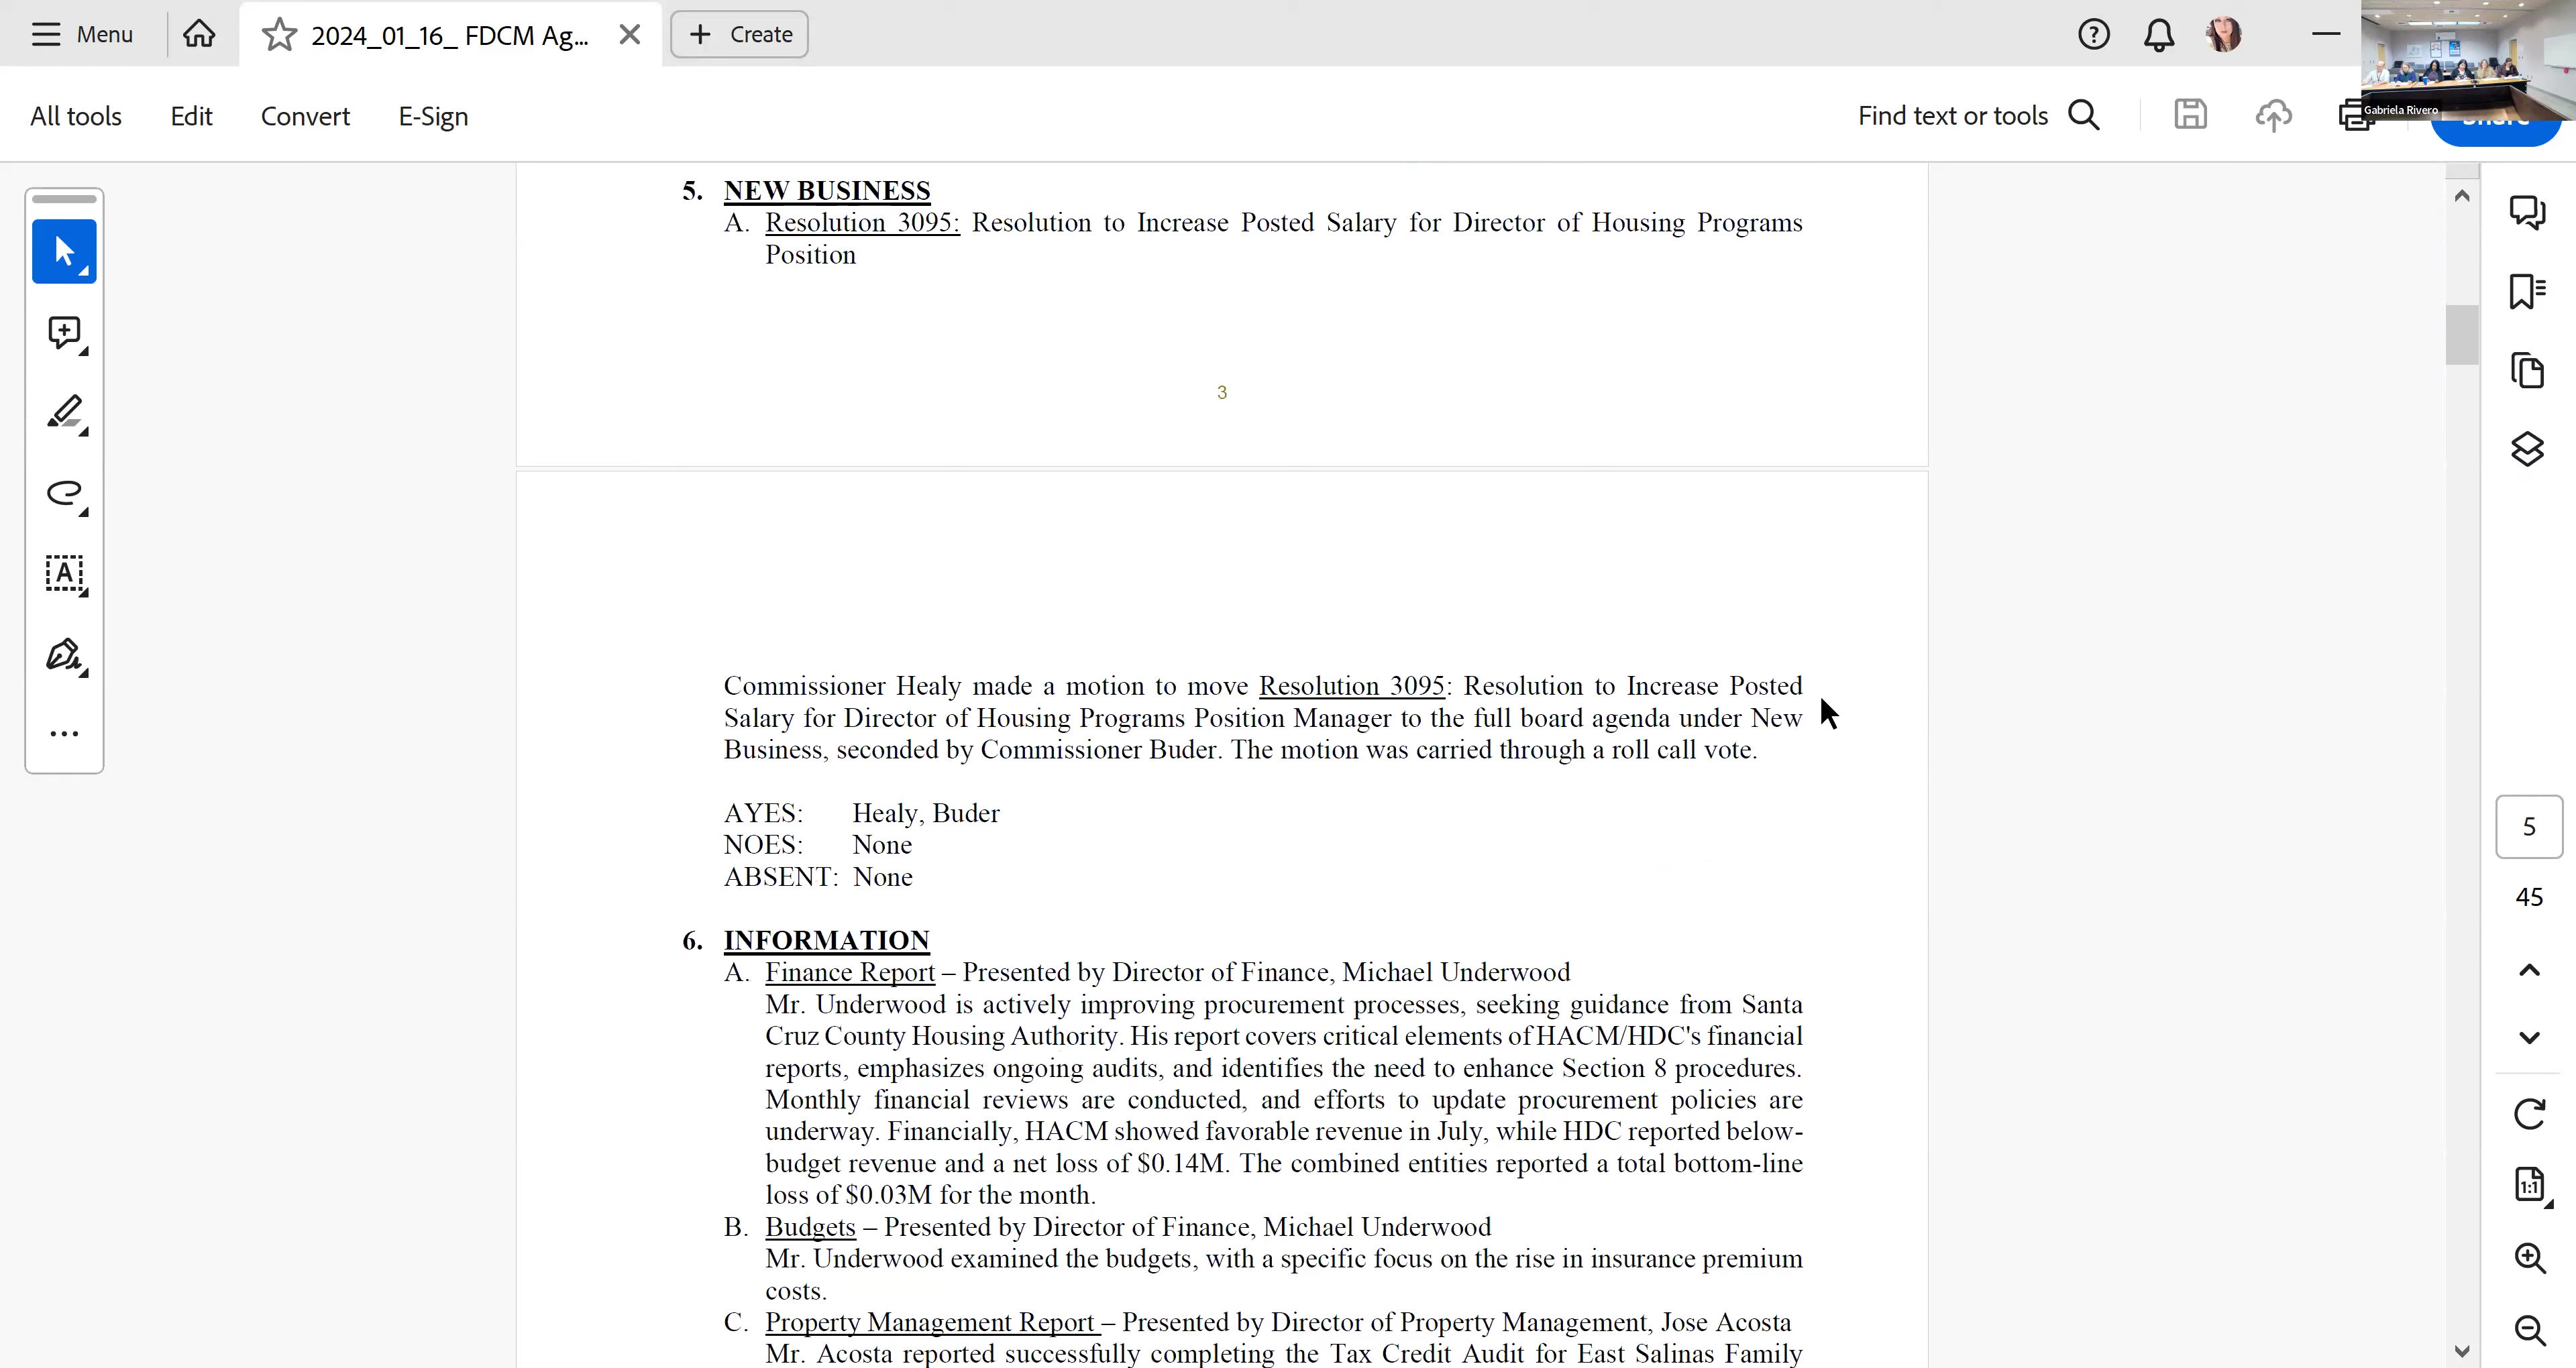 Menu
2024_01_16_ FDCM Ag...
Create
Gabriela Rivero
All tools
Edit
Convert
E-Sign
Find text or tools
Share
5. NEW BUSINESS
A. Resolution 3095: Resolution to Increase Posted Salary for Director of Housing Programs
Position
3
Commissioner Healy made a motion to move Resolution 3095: Resolution to Increase Posted
Salary for Director of Housing Programs Position Manager to the full board agenda under New
Business, seconded by Commissioner Buder. The motion was carried through a roll call vote.
AYES: Healy, Buder
NOES: None
ABSENT: None
6. INFORMATION
A. Finance Report – Presented by Director of Finance, Michael Underwood
Mr. Underwood is actively improving procurement processes, seeking guidance from Santa
Cruz County Housing Authority. His report covers critical elements of HACM/HDC's financial
reports, emphasizes ongoing audits, and identifies the need to enhance Section 8 procedures.
Monthly financial reviews are conducted, and efforts to update procurement policies are
underway. Financially, HACM showed favorable revenue in July, while HDC reported below-
budget revenue and a net loss of $0.14M. The combined entities reported a total bottom-line
loss of $0.03M for the month.
B. Budgets – Presented by Director of Finance, Michael Underwood
Mr. Underwood examined the budgets, with a specific focus on the rise in insurance premium
costs.
C. Property Management Report – Presented by Director of Property Management, Jose Acosta
Mr. Acosta reported successfully completing the Tax Credit Audit for East Salinas Family
5
45
1:1